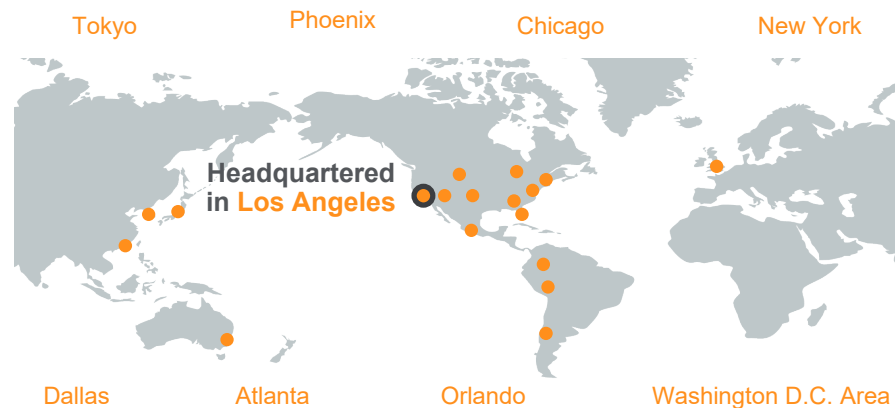 Tokyo
Phoenix
Chicago
New York
Headquartered
in Los Angeles
Dallas
Atlanta
Orlando
Washington D.C. Area